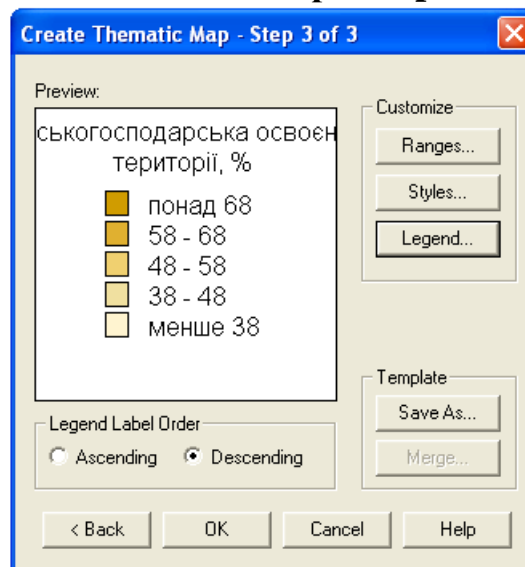 Create Thematic Map - Step 3 of 3
Preview:
ськогосподарська освоєн
території, %
понад 68
58 - 68
48 - 58
38 - 48
менше 38
Customize
Ranges...
Styles...
Legend...
Template
Save As...
Merge...
Legend Label Order
Ascending
Descending
< Back
OK
Cancel
Help